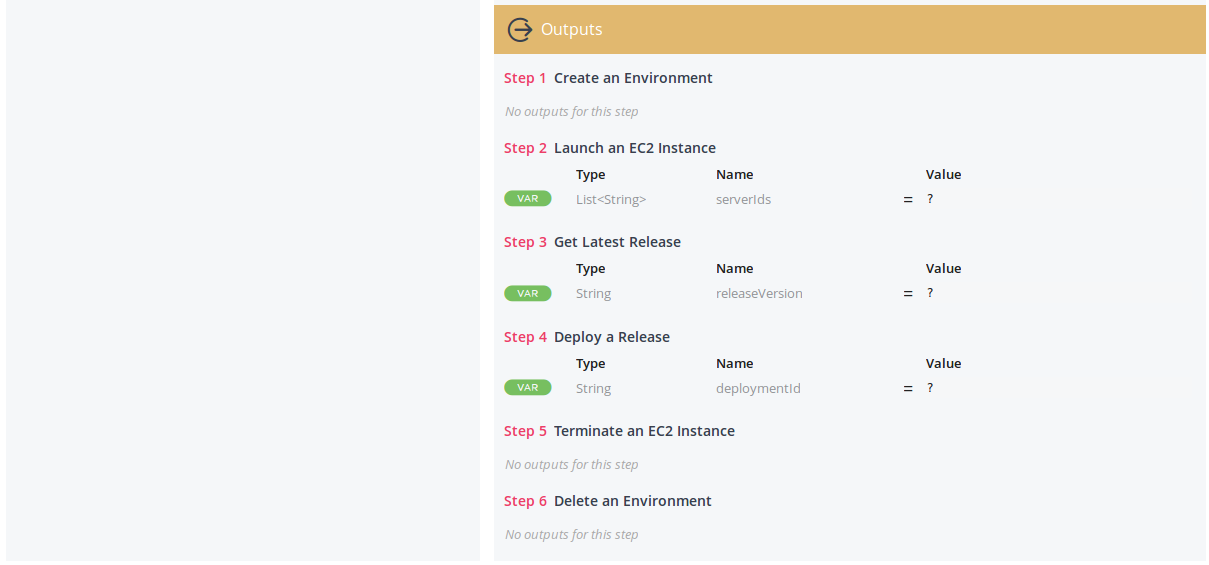 Outputs
Step 1 Create an Environment
No outputs for this step
Step 2 Launch an EC2 Instance
Type Name Value
VAR List<String> serverIds = ?
Step 3 Get Latest Release
Type Name Value
VAR String releaseVersion = ?
Step 4 Deploy a Release
Type Name Value
VAR String deploymentId = ?
Step 5 Terminate an EC2 Instance
No outputs for this step
Step 6 Delete an Environment
No outputs for this step